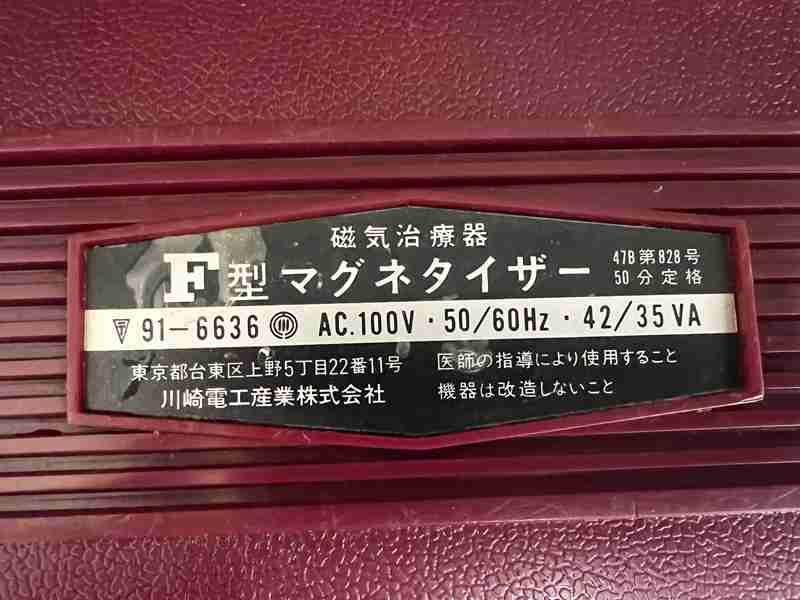 磁気治療器
F型 マグネタイザー
47B第828号
50分定格
〒 91-6636 川 AC.100V・50/60Hz・42/35VA
東京都台東区上野5丁目22番11号
川崎電工産業株式会社
医師の指導により使用すること
機器は改造しないこと